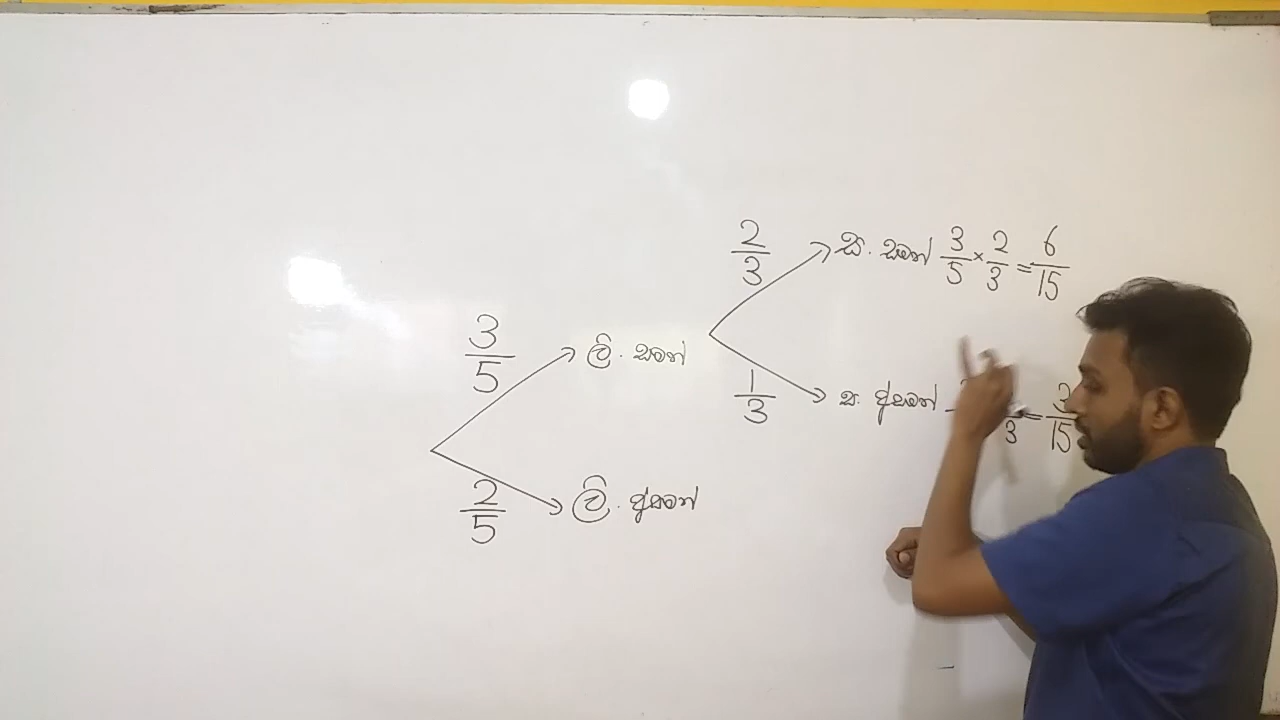 2/3
ස. සමත් 3/5 × 2/3 = 6/15
3/5
ලි. සමත්
1/3
ස. අසමත් 3 = 3/15
2/5
ලි. අසමත්